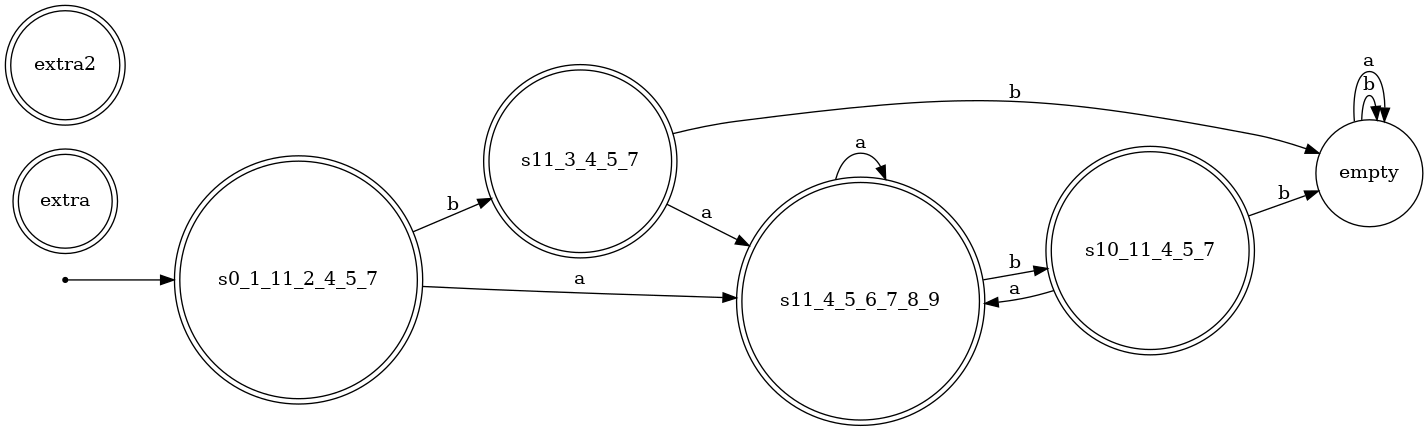 extra2
extra
s0_1_11_2_4_5_7
b
a
s11_3_4_5_7
b
a
a
s11_4_5_6_7_8_9
b
a
s10_11_4_5_7
b
a
b
empty